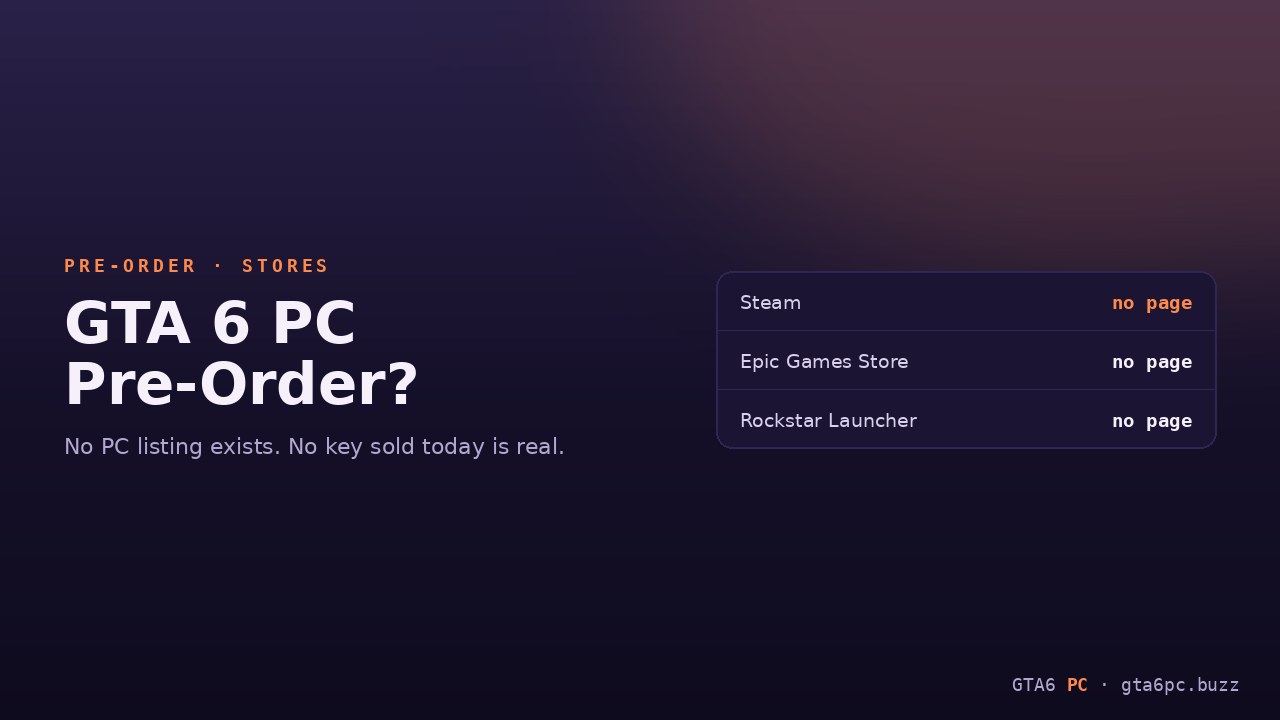 PRE-ORDER · STORES
GTA 6 PC
Pre-Order?
No PC listing exists. No key sold today is real.
Steam no page
Epic Games Store no page
Rockstar Launcher no page
GTA6 PC · gta6pc.buzz